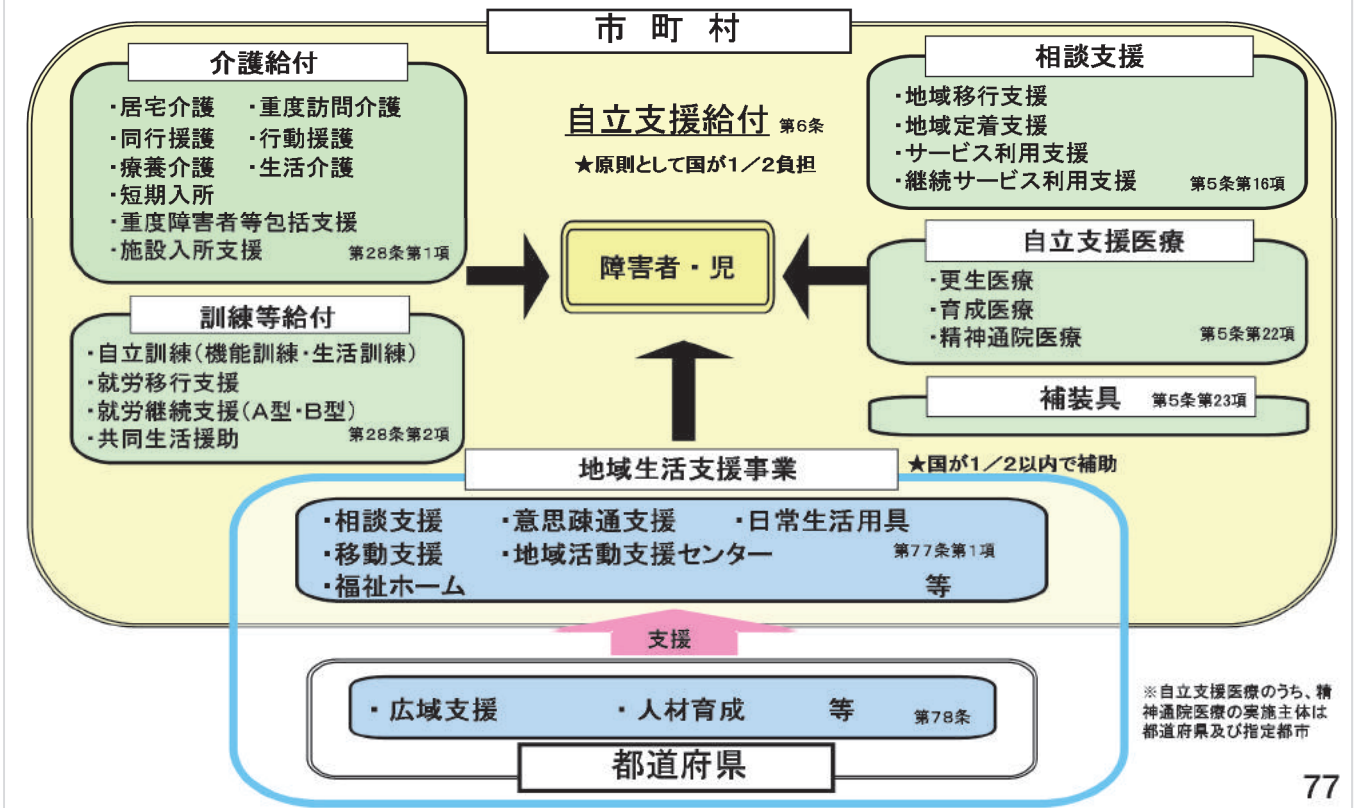 市 町 村
介護給付
・居宅介護 ・重度訪問介護
・同行援護 ・行動援護
・療養介護 ・生活介護
・短期入所
・重度障害者等包括支援
・施設入所支援 第28条第1項
訓練等給付
・自立訓練(機能訓練・生活訓練)
・就労移行支援
・就労継続支援(A型・B型)
・共同生活援助 第28条第2項
自立支援給付 第6条
★原則として国が1/2負担
障害者・児
相談支援
・地域移行支援
・地域定着支援
・サービス利用支援
・継続サービス利用支援 第5条第16項
自立支援医療
・更生医療
・育成医療
・精神通院医療 第5条第22項
補装具 第5条第23項
地域生活支援事業
★国が1/2以内で補助
・相談支援 ・意思疎通支援 ・日常生活用具
・移動支援 ・地域活動支援センター 第77条第1項
・福祉ホーム 等
支援
・広域支援 ・人材育成 等 第78条
都道府県
※自立支援医療のうち、精
神通院医療の実施主体は
都道府県及び指定都市
77